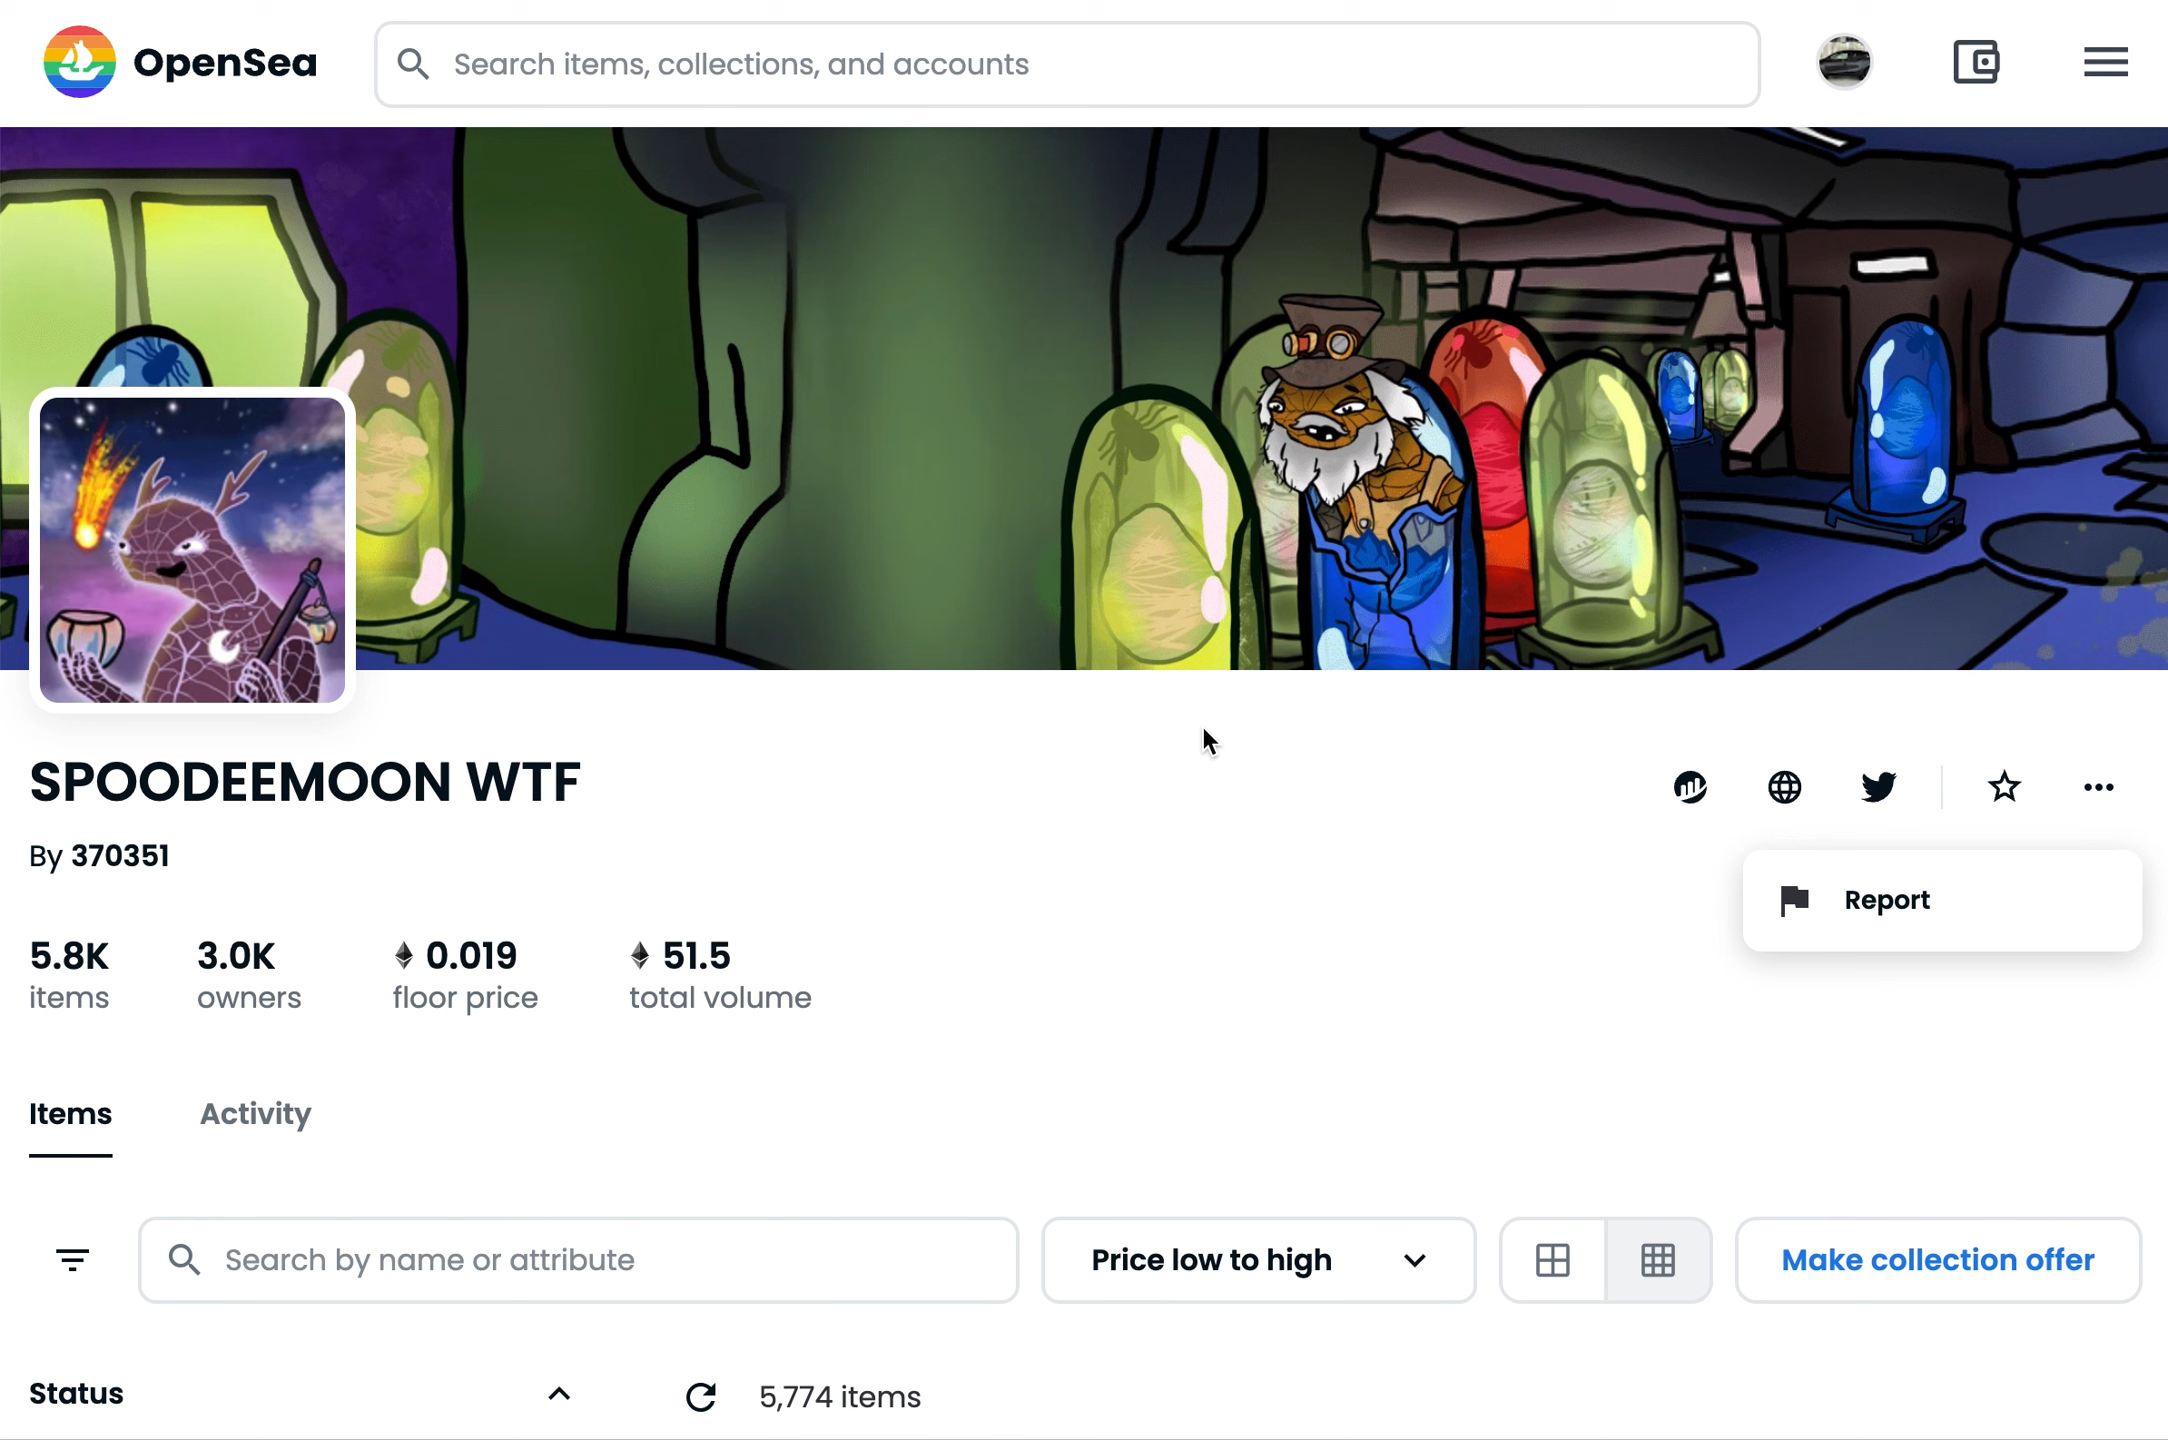 OpenSea
Search items, collections, and accounts
SPOODEEMOON WTF
By 370351
Report
5.8K
items
3.0K
owners
0.019
floor price
51.5
total volume
Items
Activity
Search by name or attribute
Price low to high
Make collection offer
Status
5,774 items